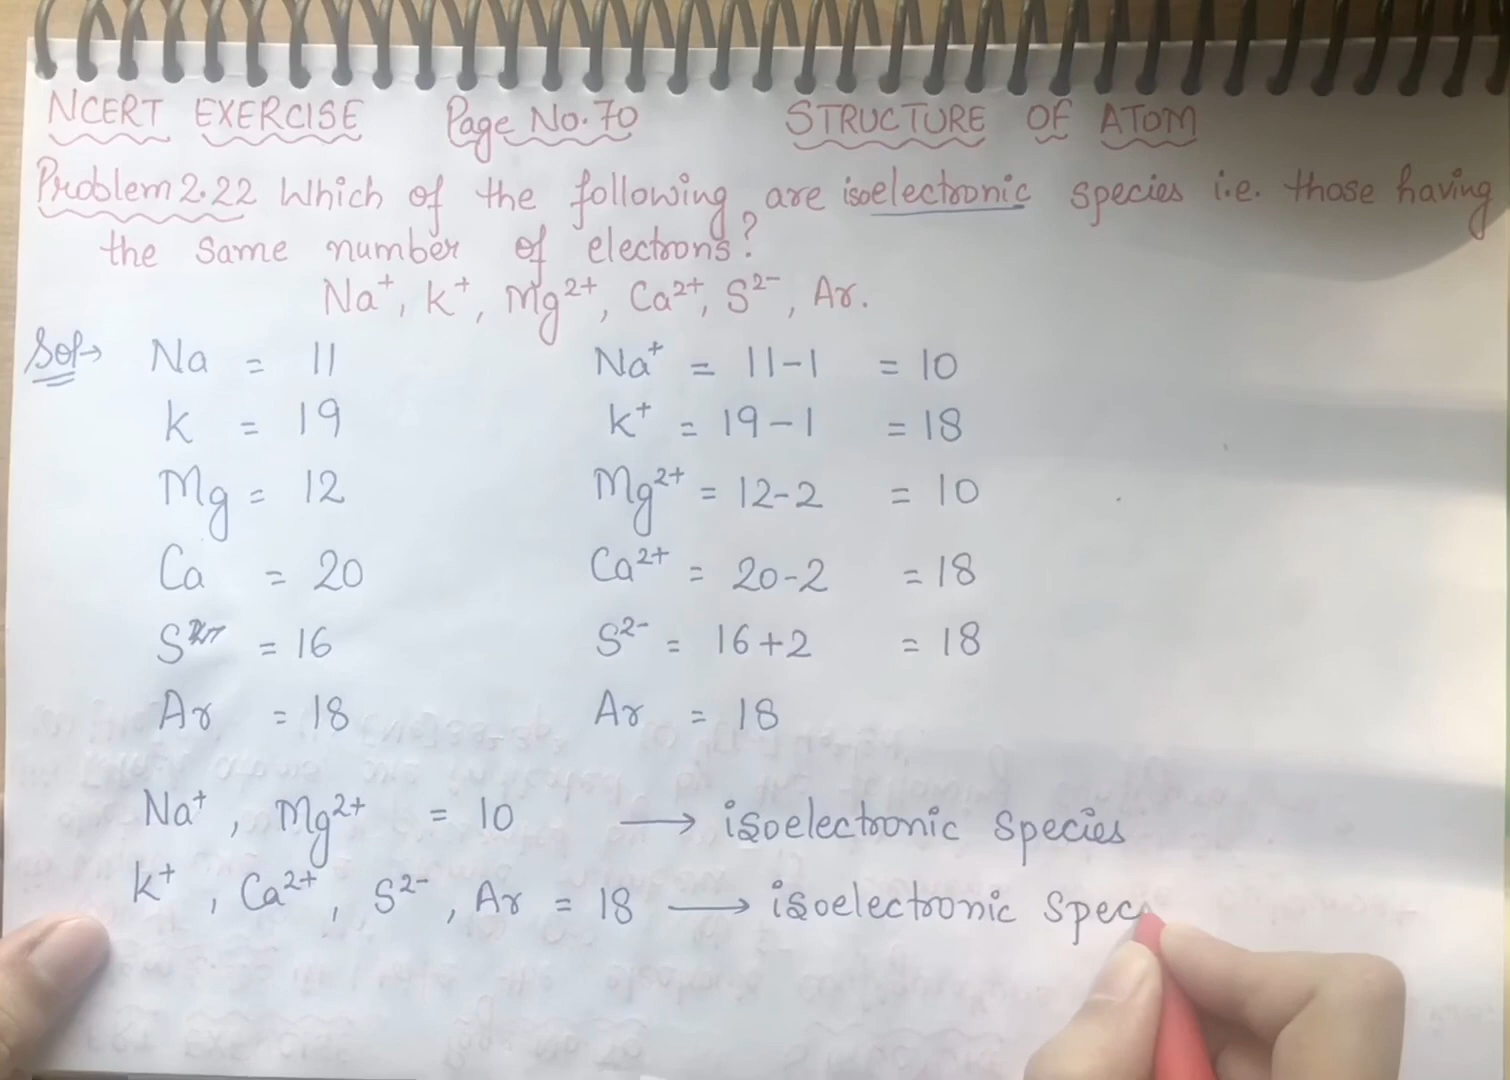 NCERT EXERCISE Page No. 70 STRUCTURE OF ATOM
Problem 2.22 Which of the following are isoelectronic species i.e. those having
the same number of electrons?
Na⁺, K⁺, Mg²⁺, Ca²⁺, S²⁻, Ar.
Sol→ Na = 11 Na⁺ = 11-1 = 10
K = 19 K⁺ = 19-1 = 18
Mg = 12 Mg²⁺ = 12-2 = 10
Ca = 20 Ca²⁺ = 20-2 = 18
S = 16 S²⁻ = 16+2 = 18
Ar = 18 Ar = 18
Na⁺, Mg²⁺ = 10 → isoelectronic species
K⁺, Ca²⁺, S²⁻, Ar = 18 → isoelectronic spec